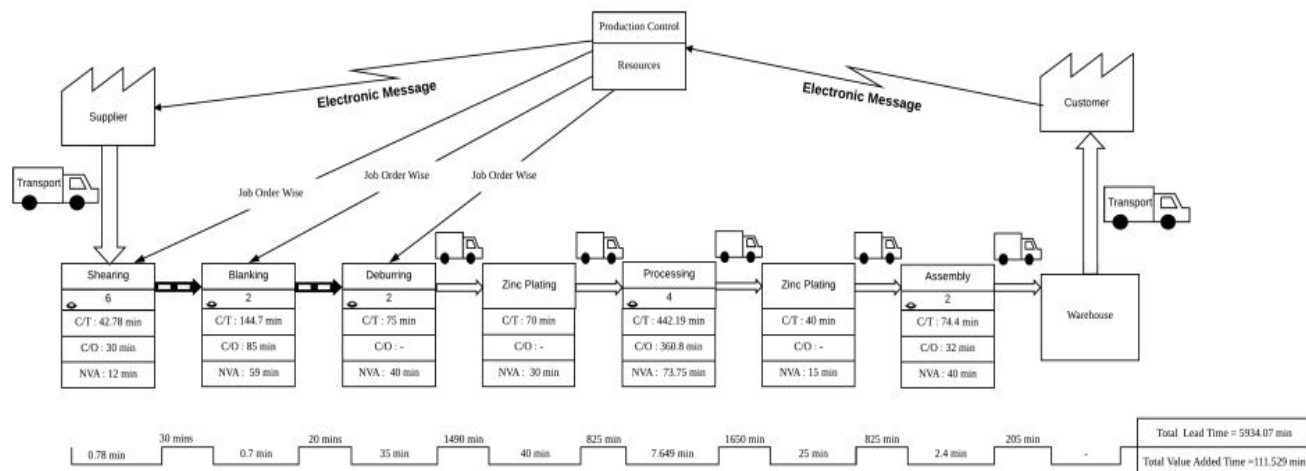 Production Control
Resources
Electronic Message
Electronic Message
Supplier
Customer
Transport
Transport
Job Order Wise
Job Order Wise
Job Order Wise
Shearing
6
C/T : 42.78 min
C/O : 30 min
NVA : 12 min
Blanking
2
C/T : 144.7 min
C/O : 85 min
NVA : 59 min
Deburring
2
C/T : 75 min
C/O : -
NVA : 40 min
Zinc Plating
C/T : 70 min
C/O : -
NVA : 30 min
Processing
4
C/T : 442.19 min
C/O : 360.8 min
NVA : 73.75 min
Zinc Plating
C/T : 40 min
C/O : -
NVA : 15 min
Assembly
2
C/T : 74.4 min
C/O : 32 min
NVA : 40 min
Warehouse
30 mins
20 mins
1490 min
825 min
1650 min
825 min
205 min
0.78 min
0.7 min
35 min
40 min
7.649 min
25 min
2.4 min
-
Total Lead Time = 5934.07 min
Total Value Added Time =111.529 min